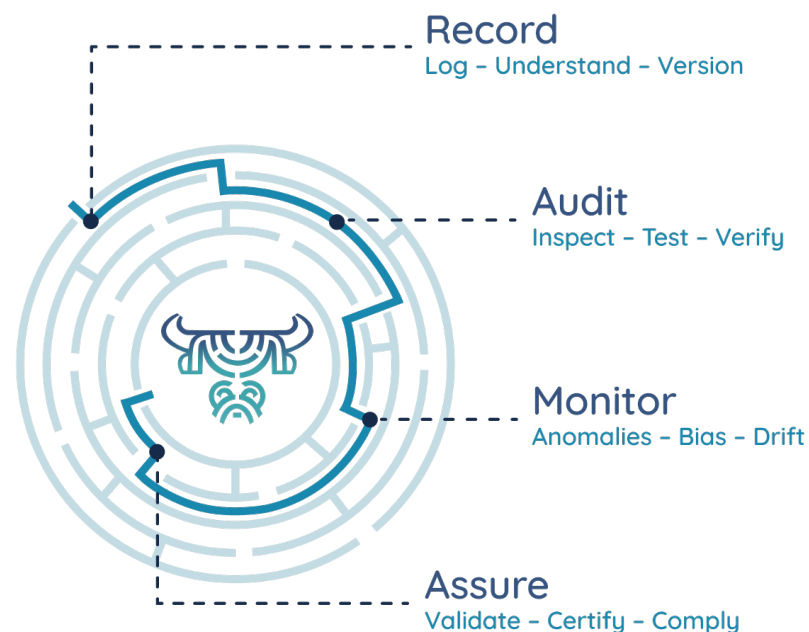 Record
Log – Understand – Version
Audit
Inspect – Test – Verify
Monitor
Anomalies – Bias – Drift
Assure
Validate – Certify – Comply